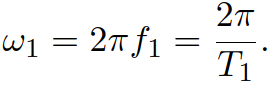 ω₁ = 2πf₁ = 2π/T₁.